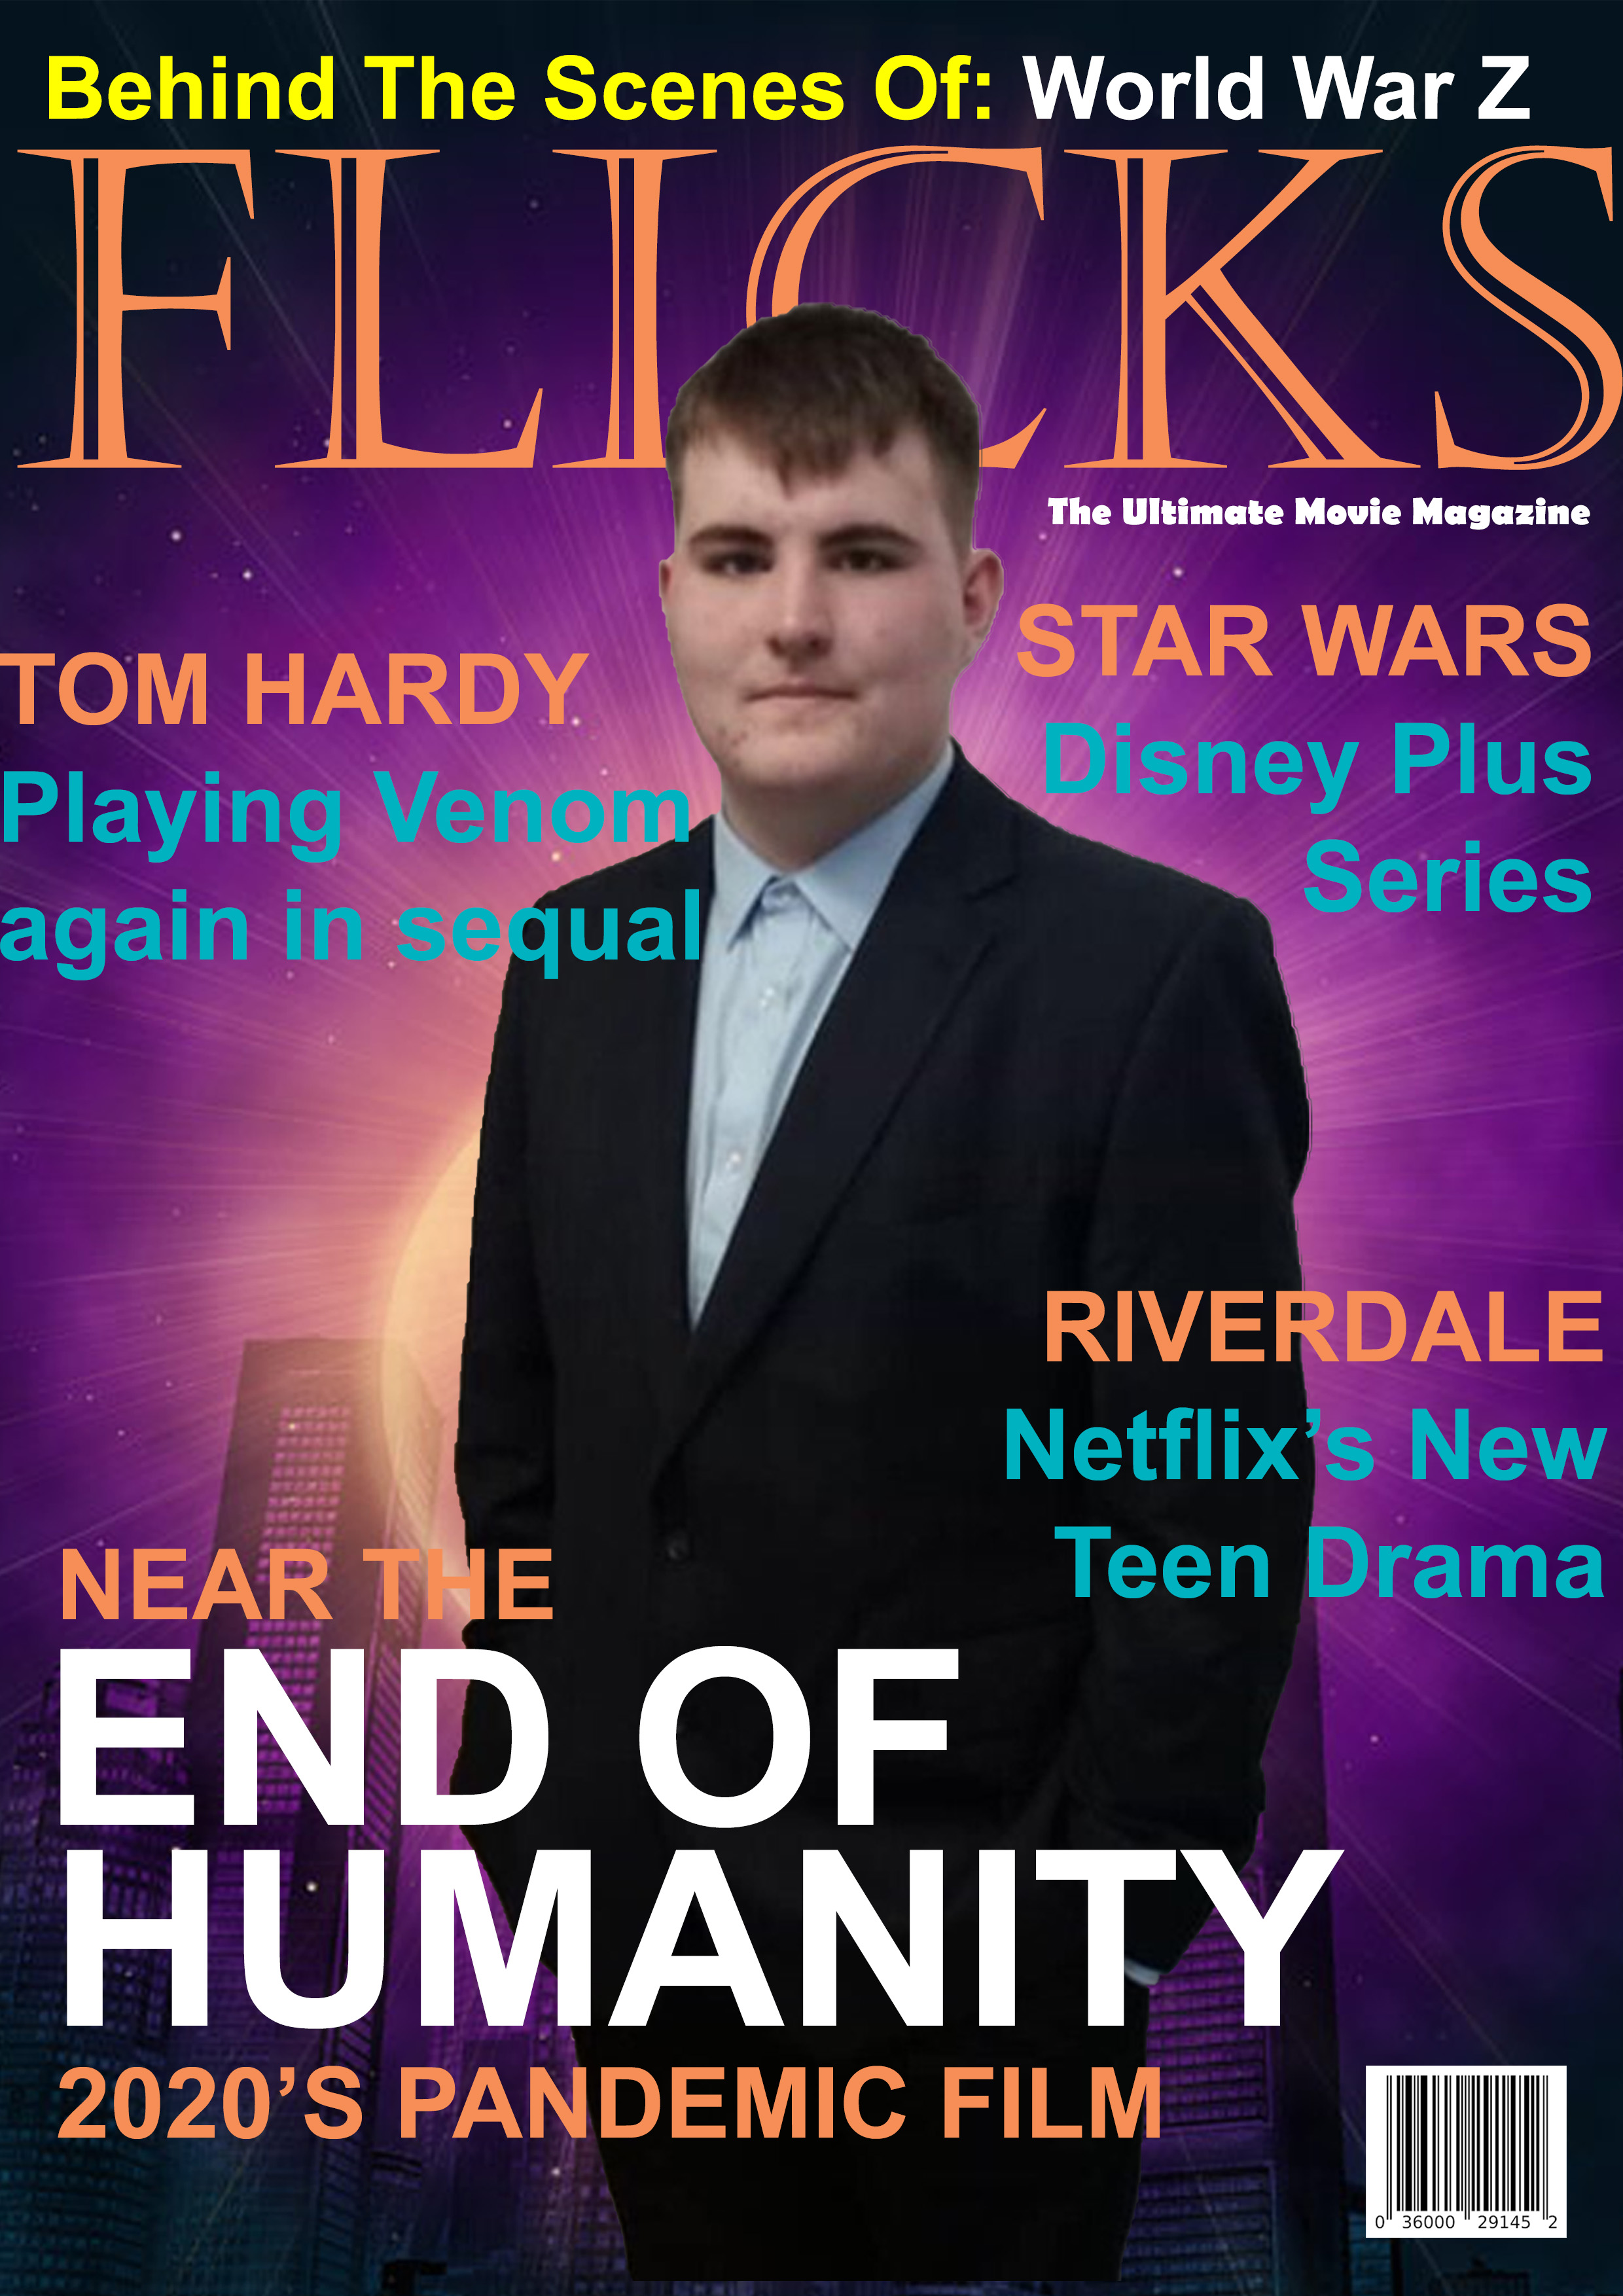 Behind The Scenes Of: World War Z
FLICKS
The Ultimate Movie Magazine
TOM HARDY
Playing Venom
again in sequal
STAR WARS
Disney Plus
Series
RIVERDALE
Netflix’s New
Teen Drama
NEAR THE
END OF
HUMANITY
2020’S PANDEMIC FILM
0 36000 29145 2